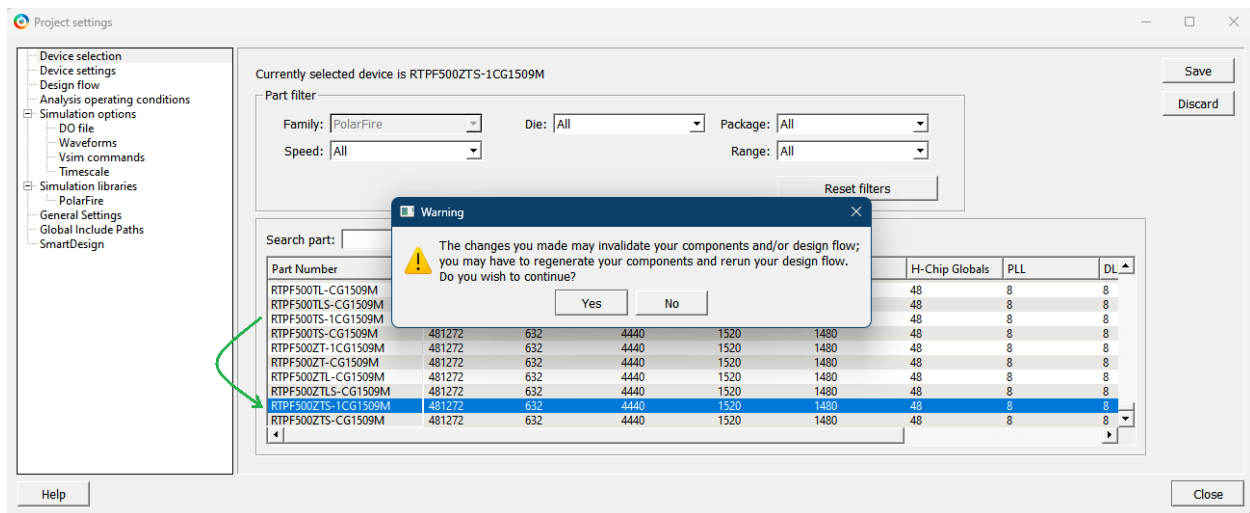 Project settings
Device selection
Device settings
Design flow
Analysis operating conditions
Simulation options
DO file
Waveforms
Vsim commands
Timescale
Simulation libraries
PolarFire
General Settings
Global Include Paths
SmartDesign
Currently selected device is RTPF500ZTS-1CG1509M
Save
Discard
Part filter
Family: PolarFire Die: All Package: All
Speed: All Range: All
Reset filters
Search part:
Warning
The changes you made may invalidate your components and/or design flow;
you may have to regenerate your components and rerun your design flow.
Do you wish to continue?
Yes No
Part Number H-Chip Globals PLL DL
RTPF500TL-CG1509M 48 8 8
RTPF500TLS-CG1509M 48 8 8
RTPF500TS-1CG1509M 48 8 8
RTPF500TS-CG1509M 481272 632 4440 1520 1480 48 8 8
RTPF500ZT-1CG1509M 481272 632 4440 1520 1480 48 8 8
RTPF500ZT-CG1509M 481272 632 4440 1520 1480 48 8 8
RTPF500ZTL-CG1509M 481272 632 4440 1520 1480 48 8 8
RTPF500ZTLS-CG1509M 481272 632 4440 1520 1480 48 8 8
RTPF500ZTS-1CG1509M 481272 632 4440 1520 1480 48 8 8
RTPF500ZTS-CG1509M 481272 632 4440 1520 1480 48 8 8
Help
Close